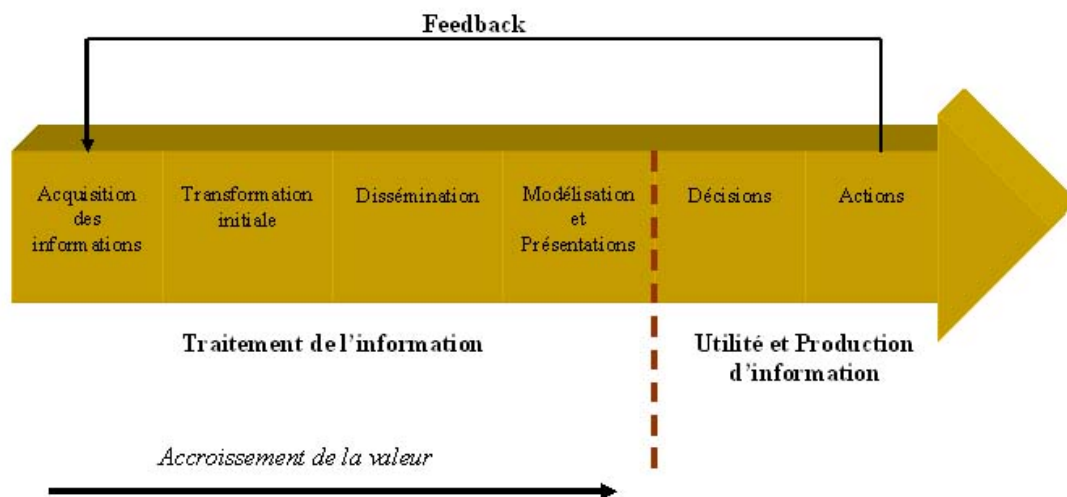 Feedback
Acquisition
des
informations
Transformation
initiale
Dissémination
Modélisation
et
Présentations
Décisions
Actions
Traitement de l'information
Utilité et Production
d'information
Accroissement de la valeur